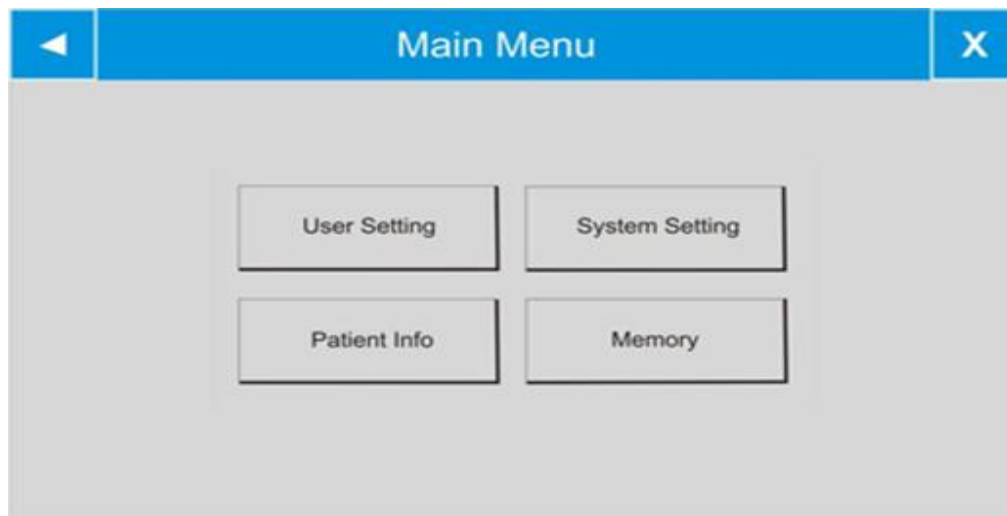 ◄ Main Menu X
User Setting System Setting
Patient Info Memory